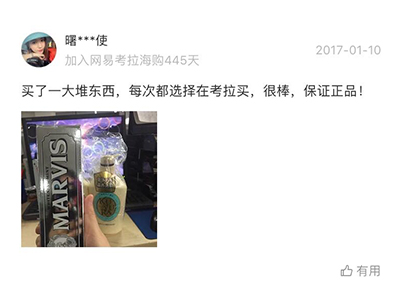 曙***使
2017-01-10
加入网易考拉海购445天
买了一大堆东西，每次都选择在考拉买，很棒，保证正品！
MARVIS
有用